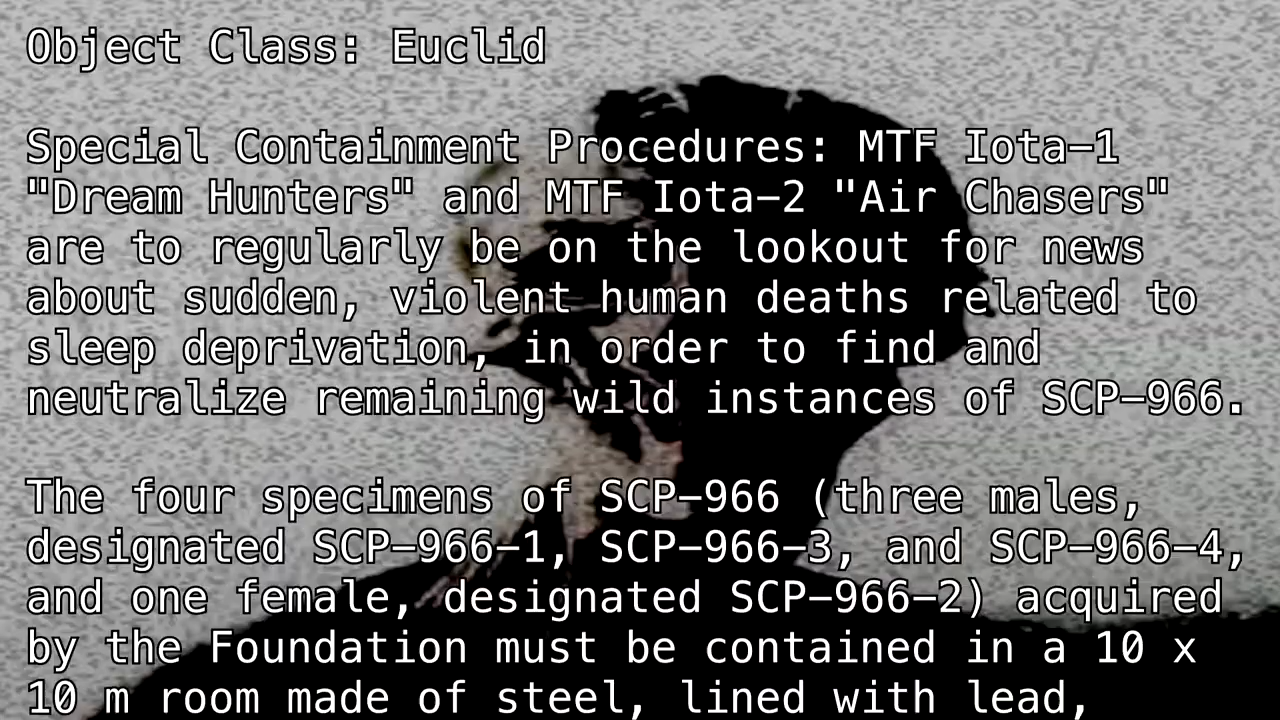 Object Class: Euclid
Special Containment Procedures: MTF Iota-1
"Dream Hunters" and MTF Iota-2 "Air Chasers"
are to regularly be on the lookout for news
about sudden, violent human deaths related to
sleep deprivation, in order to find and
neutralize remaining wild instances of SCP-966.
The four specimens of SCP-966 (three males,
designated SCP-966-1, SCP-966-3, and SCP-966-4,
and one female, designated SCP-966-2) acquired
by the Foundation must be contained in a 10 x
10 m room made of steel, lined with lead,